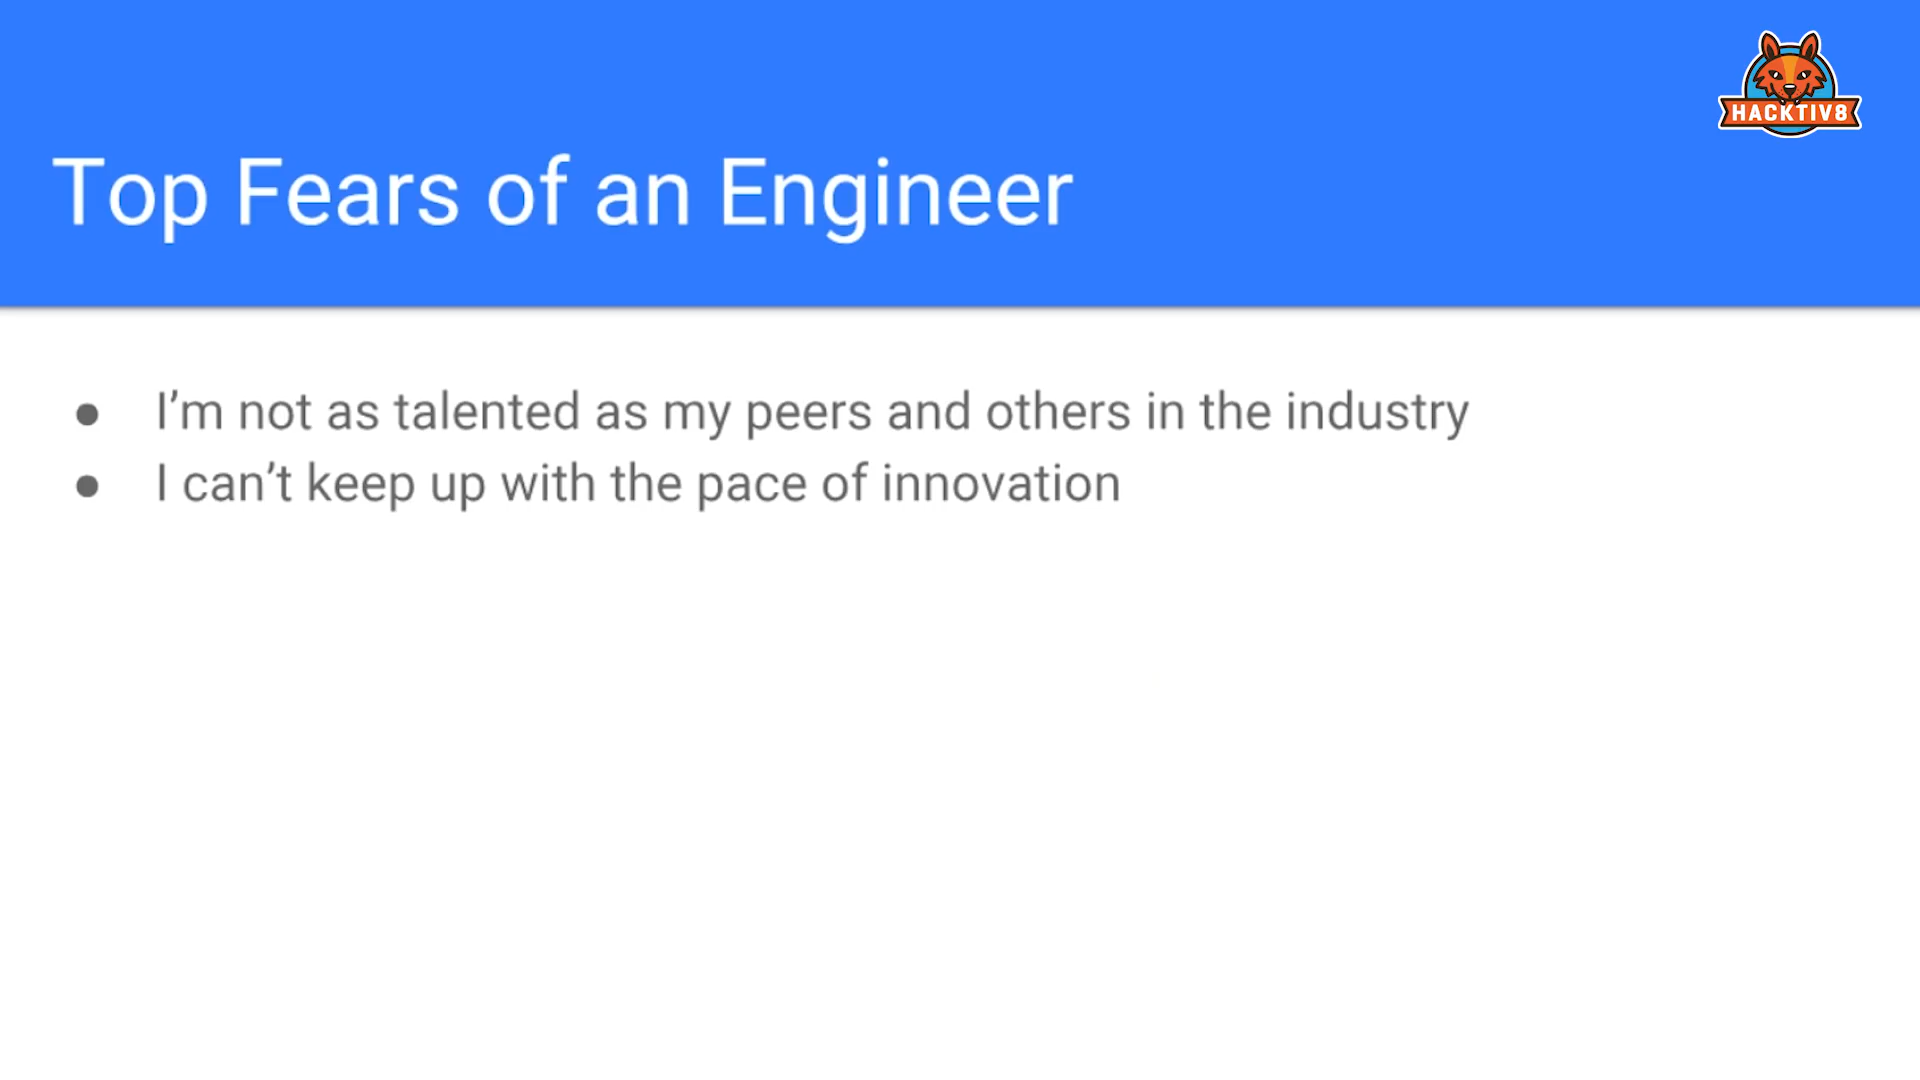 HACKTIV8
Top Fears of an Engineer
● I’m not as talented as my peers and others in the industry
● I can’t keep up with the pace of innovation